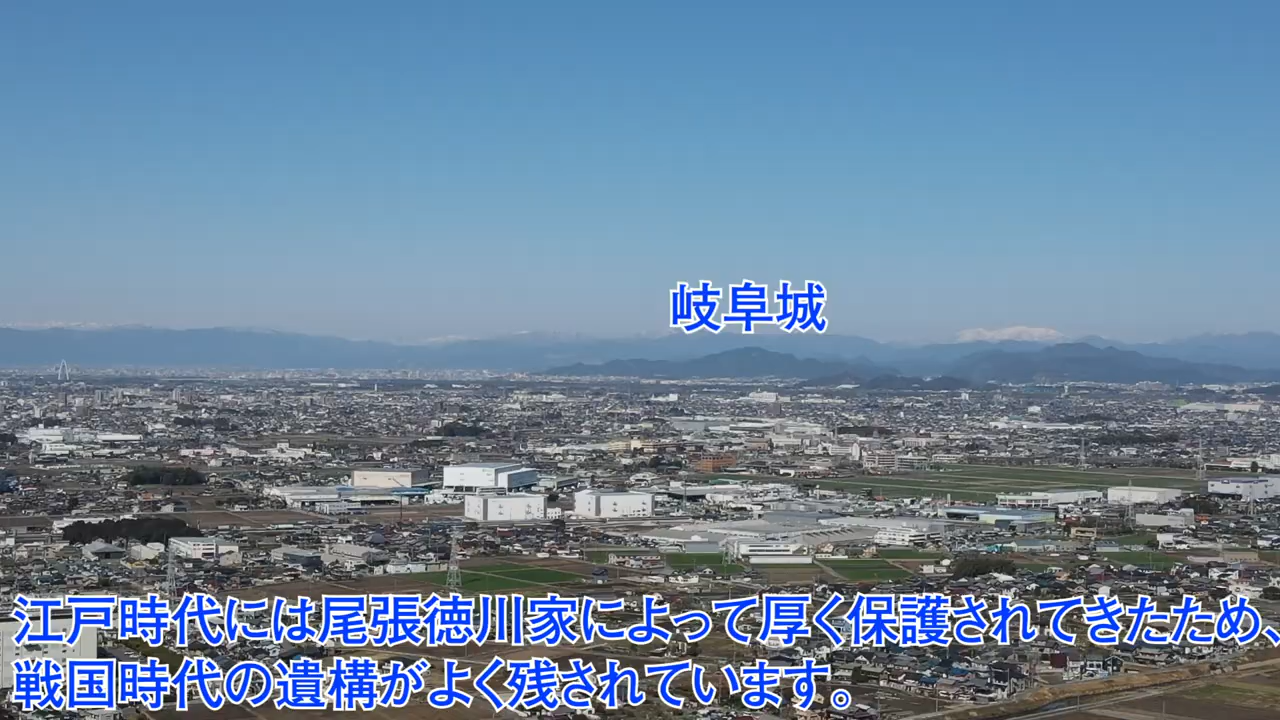 岐阜城
江戸時代には尾張徳川家によって厚く保護されてきたため、
戦国時代の遺構がよく残されています。